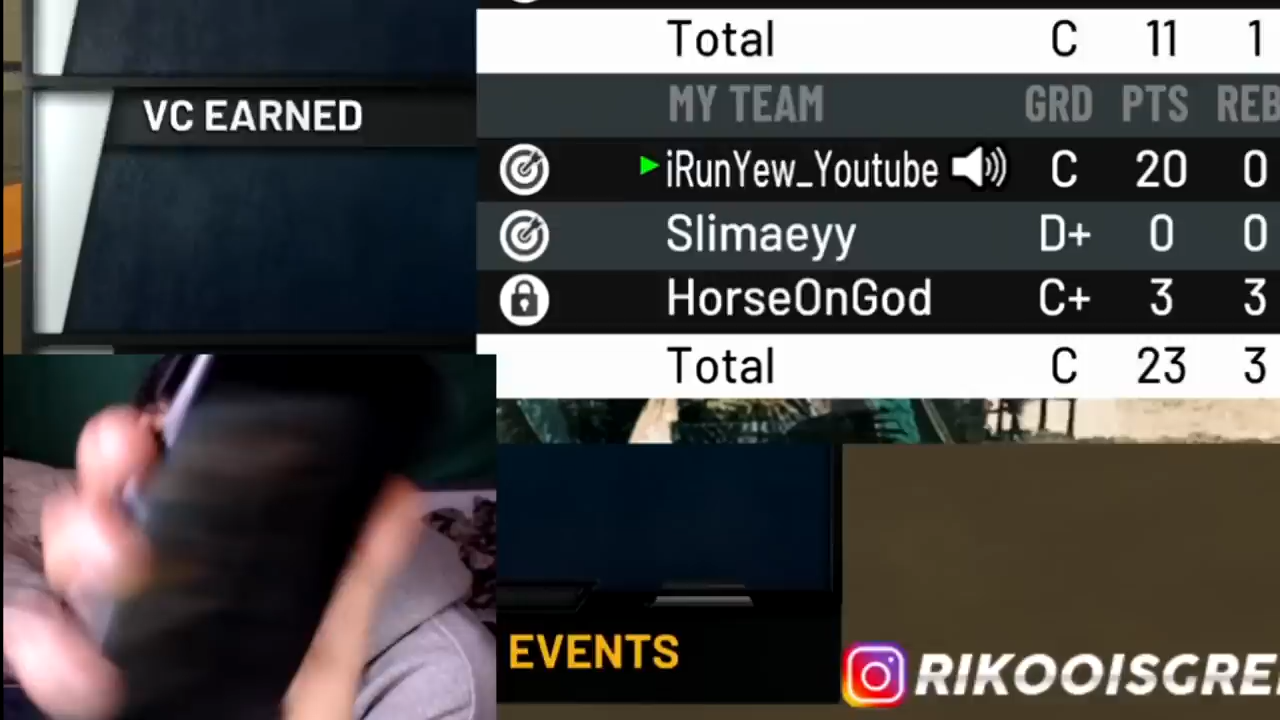 Total C 11 1
VC EARNED
MY TEAM GRD PTS REB
iRunYew_Youtube C 20 0
Slimaeyy D+ 0 0
HorseOnGod C+ 3 3
Total C 23 3
EVENTS
RIKOOISGRE